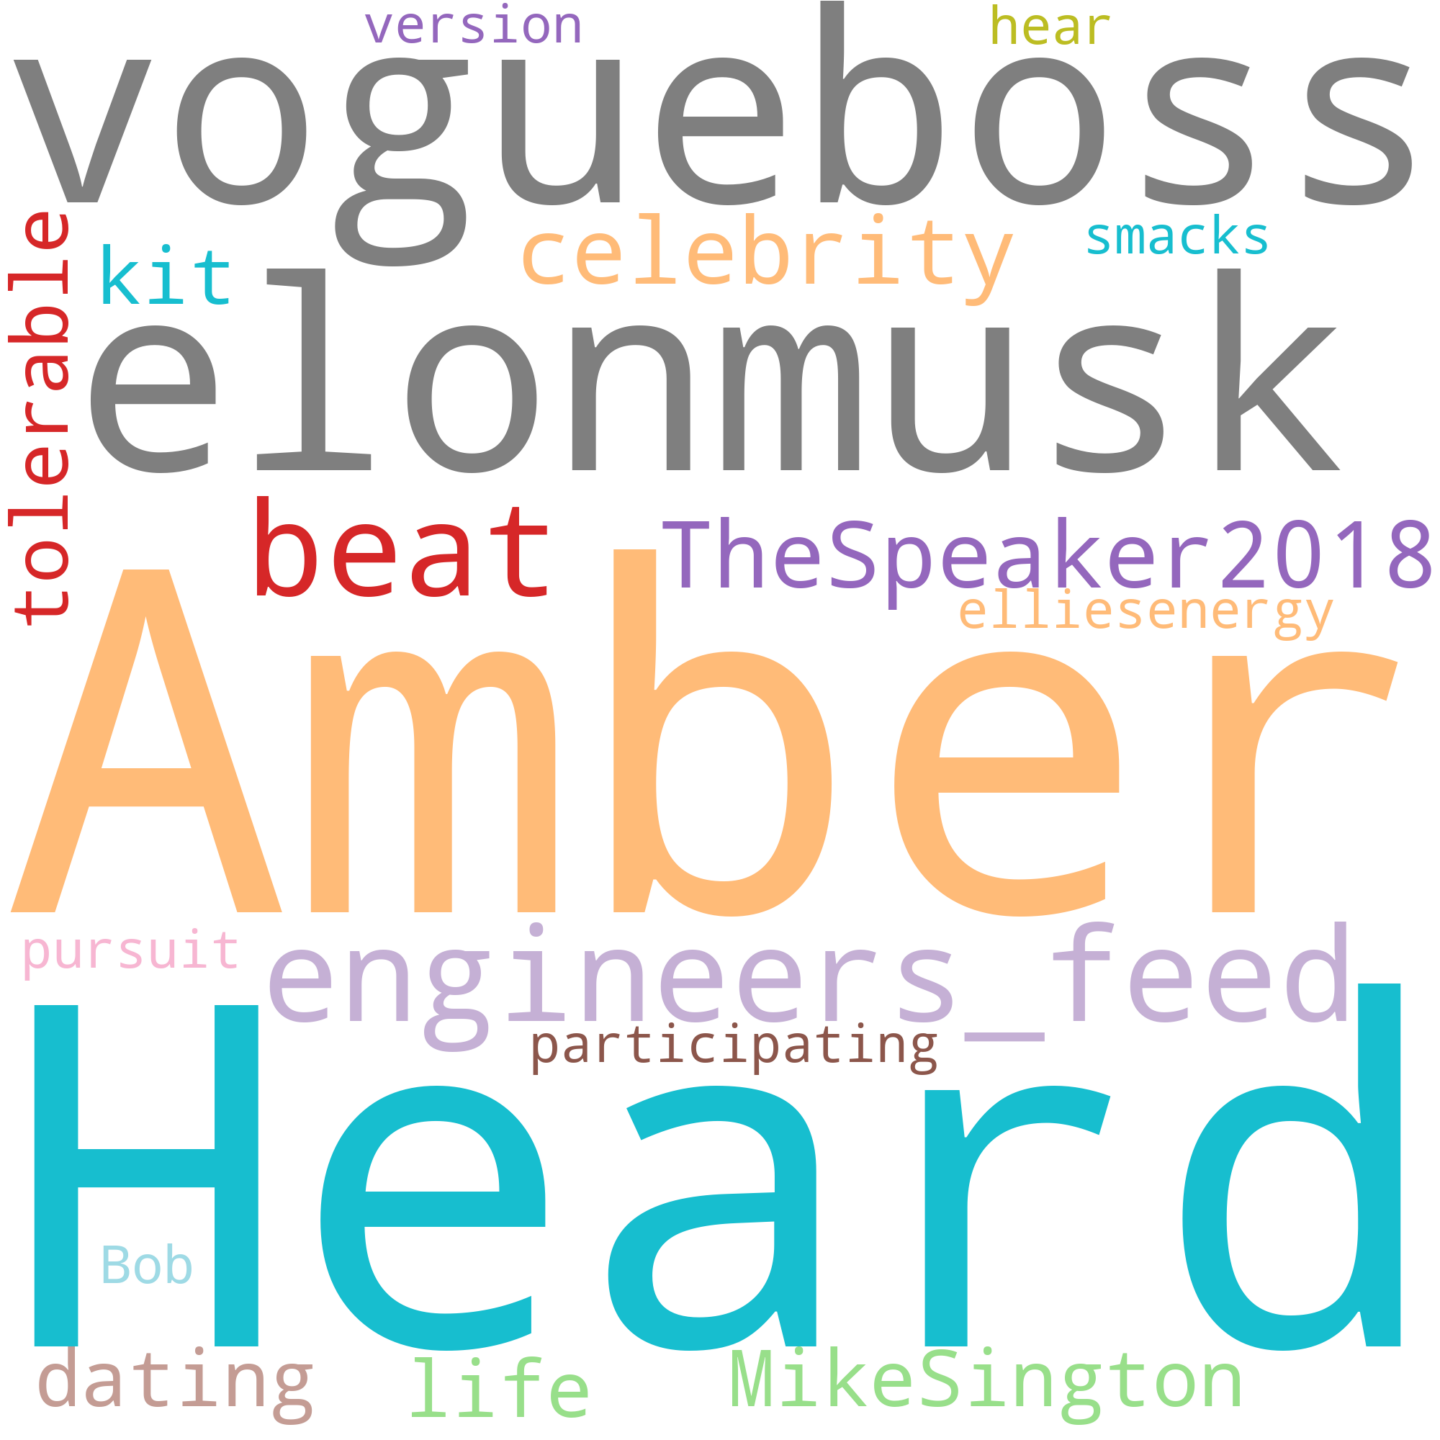 version hear
vogueboss
tolerable
kit celebrity smacks
elonmusk
beat TheSpeaker2018
elliesenergy
Amber
pursuit engineers_feed
participating
Heard
Bob
dating life MikeSington